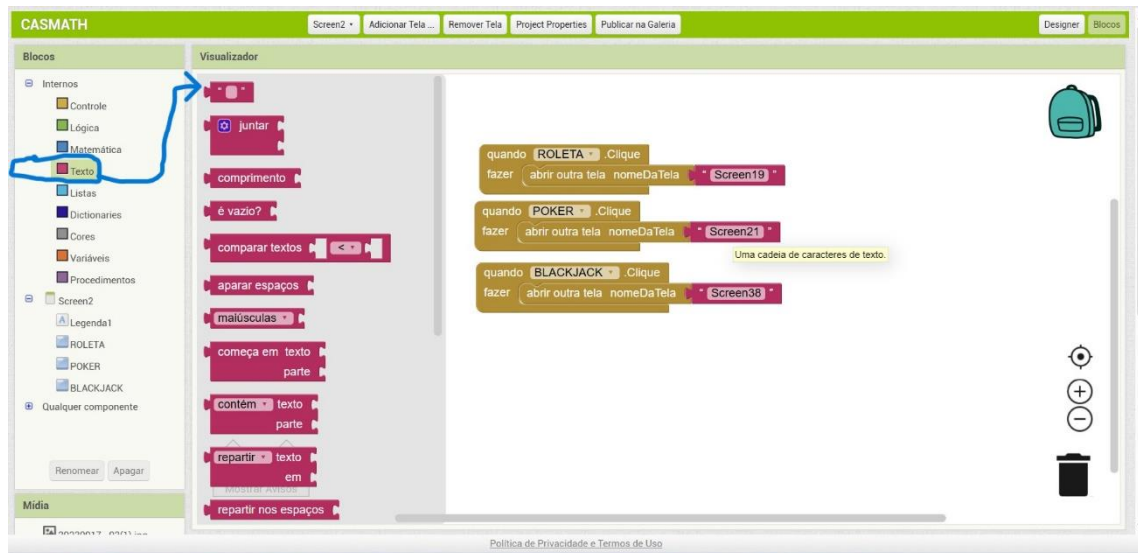 CASMATH
Screen2 Adicionar Tela ... Remover Tela Project Properties Publicar na Galeria Designer Blocos
Blocos
Visualizador
Internos
Controle
Lógica
Matemática
Texto
Listas
Dictionaries
Cores
Variáveis
Procedimentos
Screen2
Legenda1
ROLETA
POKER
BLACKJACK
Qualquer componente
Renomear Apagar
Mídia
" "
juntar
comprimento
é vazio?
comparar textos <
aparar espaços
maiúsculas
começa em texto
parte
contém texto
parte
repartir texto
em
Mostrar Avisos
repartir nos espaços
quando ROLETA .Clique
fazer abrir outra tela nomeDaTela " Screen19 "
quando POKER .Clique
fazer abrir outra tela nomeDaTela " Screen21 "
Uma cadeia de caracteres de texto.
quando BLACKJACK .Clique
fazer abrir outra tela nomeDaTela " Screen38 "
Política de Privacidade e Termos de Uso